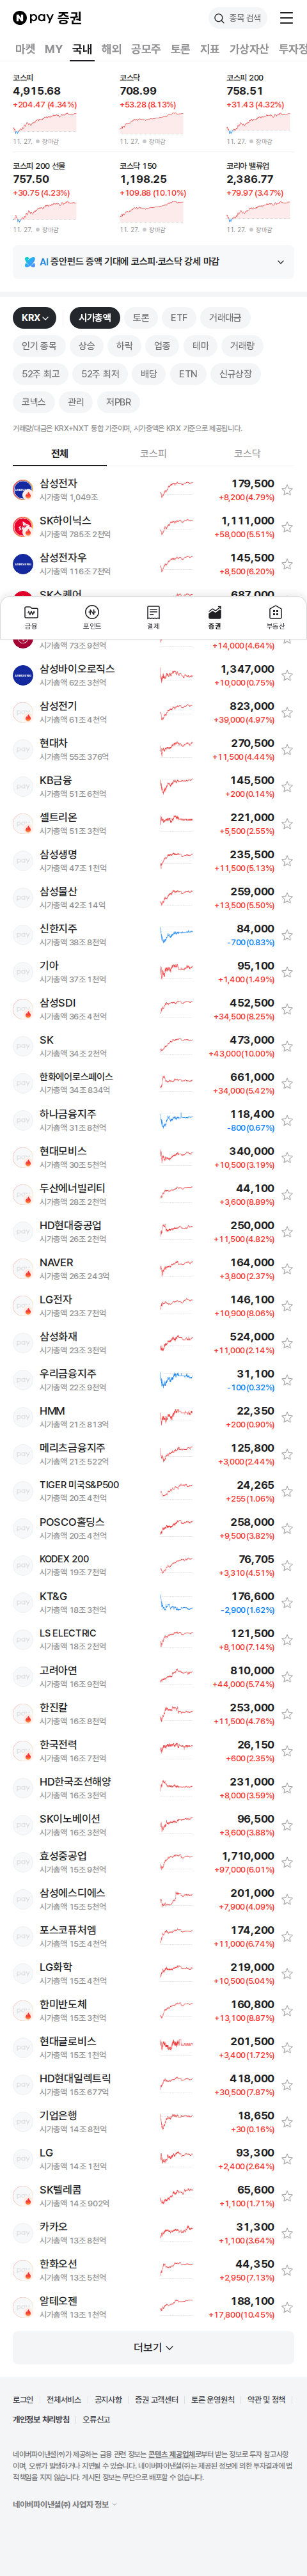 N pay 증권
종목 검색
마켓 MY 국내 해외 공모주 토론 지표 가상자산 투자정
코스피
4,915.68
+204.47 (4.34%)
11. 27. 장마감
코스닥
708.99
+53.28 (8.13%)
11. 27. 장마감
코스피 200
758.51
+31.43 (4.32%)
11. 27. 장마감
코스피 200 선물
757.50
+30.75 (4.23%)
11. 27. 장마감
코스닥 150
1,198.25
+109.88 (10.10%)
11. 27. 장마감
코리아 밸류업
2,386.77
+79.97 (3.47%)
11. 27. 장마감
AI 증안펀드 증액 기대에 코스피·코스닥 강세 마감
KRX 시가총액 토론 ETF 거래대금
인기 종목 상승 하락 업종 테마 거래량
52주 최고 52주 최저 배당 ETN 신규상장
코넥스 관리 저PBR
거래량/대금은 KRX+NXT 통합 기준이며, 시가총액은 KRX 기준으로 제공됩니다.
전체 코스피 코스닥
삼성전자 179,500
시가총액 1,049조 +8,200(4.79%)
SK하이닉스 1,111,000
시가총액 785조 2천억 +58,000(5.51%)
삼성전자우 145,500
시가총액 116조 7천억 +8,500(6.20%)
SK스퀘어 687,000
금융 포인트 결제 증권 부동산
시가총액 73조 9천억 +14,000(4.64%)
삼성바이오로직스 1,347,000
시가총액 62조 3천억 +10,000(0.75%)
삼성전기 823,000
시가총액 61조 4천억 +39,000(4.97%)
현대차 270,500
시가총액 55조 376억 +11,500(4.44%)
KB금융 145,500
시가총액 51조 6천억 +200(0.14%)
셀트리온 221,000
시가총액 51조 3천억 +5,500(2.55%)
삼성생명 235,500
시가총액 47조 1천억 +11,500(5.13%)
삼성물산 259,000
시가총액 42조 14억 +13,500(5.50%)
신한지주 84,000
시가총액 38조 8천억 -700(0.83%)
기아 95,100
시가총액 37조 1천억 +1,400(1.49%)
삼성SDI 452,500
시가총액 36조 4천억 +34,500(8.25%)
SK 473,000
시가총액 34조 2천억 +43,000(10.00%)
한화에어로스페이스 661,000
시가총액 34조 834억 +34,000(5.42%)
하나금융지주 118,400
시가총액 31조 8천억 -800(0.67%)
현대모비스 340,000
시가총액 30조 5천억 +10,500(3.19%)
두산에너빌리티 44,100
시가총액 28조 2천억 +3,600(8.89%)
HD현대중공업 250,000
시가총액 26조 2천억 +11,500(4.82%)
NAVER 164,000
시가총액 26조 243억 +3,800(2.37%)
LG전자 146,100
시가총액 23조 7천억 +10,900(8.06%)
삼성화재 524,000
시가총액 23조 3천억 +11,000(2.14%)
우리금융지주 31,100
시가총액 22조 9천억 -100(0.32%)
HMM 22,350
시가총액 21조 813억 +200(0.90%)
메리츠금융지주 125,800
시가총액 21조 522억 +3,000(2.44%)
TIGER 미국S&P500 24,265
시가총액 20조 4천억 +255(1.06%)
POSCO홀딩스 258,000
시가총액 20조 4천억 +9,500(3.82%)
KODEX 200 76,705
시가총액 19조 7천억 +3,310(4.51%)
KT&G 176,600
시가총액 18조 3천억 -2,900(1.62%)
LS ELECTRIC 121,500
시가총액 18조 2천억 +8,100(7.14%)
고려아연 810,000
시가총액 16조 9천억 +44,000(5.74%)
한진칼 253,000
시가총액 16조 8천억 +11,500(4.76%)
한국전력 26,150
시가총액 16조 7천억 +600(2.35%)
HD한국조선해양 231,000
시가총액 16조 3천억 +8,000(3.59%)
SK이노베이션 96,500
시가총액 16조 3천억 +3,600(3.88%)
효성중공업 1,710,000
시가총액 15조 9천억 +97,000(6.01%)
삼성에스디에스 201,000
시가총액 15조 5천억 +7,900(4.09%)
포스코퓨처엠 174,200
시가총액 15조 4천억 +11,000(6.74%)
LG화학 219,000
시가총액 15조 4천억 +10,500(5.04%)
한미반도체 160,800
시가총액 15조 3천억 +13,100(8.87%)
현대글로비스 201,500
시가총액 15조 1천억 +3,400(1.72%)
HD현대일렉트릭 418,000
시가총액 15조 677억 +30,500(7.87%)
기업은행 18,650
시가총액 14조 8천억 +30(0.16%)
LG 93,300
시가총액 14조 1천억 +2,400(2.64%)
SK텔레콤 65,600
시가총액 14조 902억 +1,100(1.71%)
카카오 31,300
시가총액 13조 8천억 +1,100(3.64%)
한화오션 44,350
시가총액 13조 5천억 +2,950(7.13%)
알테오젠 188,100
시가총액 13조 1천억 +17,800(10.45%)
더보기
로그인 전체서비스 공지사항 증권 고객센터 토론 운영원칙 약관 및 정책
개인정보 처리방침 오류신고
네이버파이낸셜㈜가 제공하는 금융 관련 정보는 콘텐츠 제공업체로부터 받는 정보로 투자 참고사항
이며, 오류가 발생하거나 지연될 수 있습니다. 네이버파이낸셜㈜는 제공된 정보에 의한 투자결과에 법
적책임을 지지 않습니다. 게시된 정보는 무단으로 배포할 수 없습니다.
네이버파이낸셜㈜ 사업자 정보